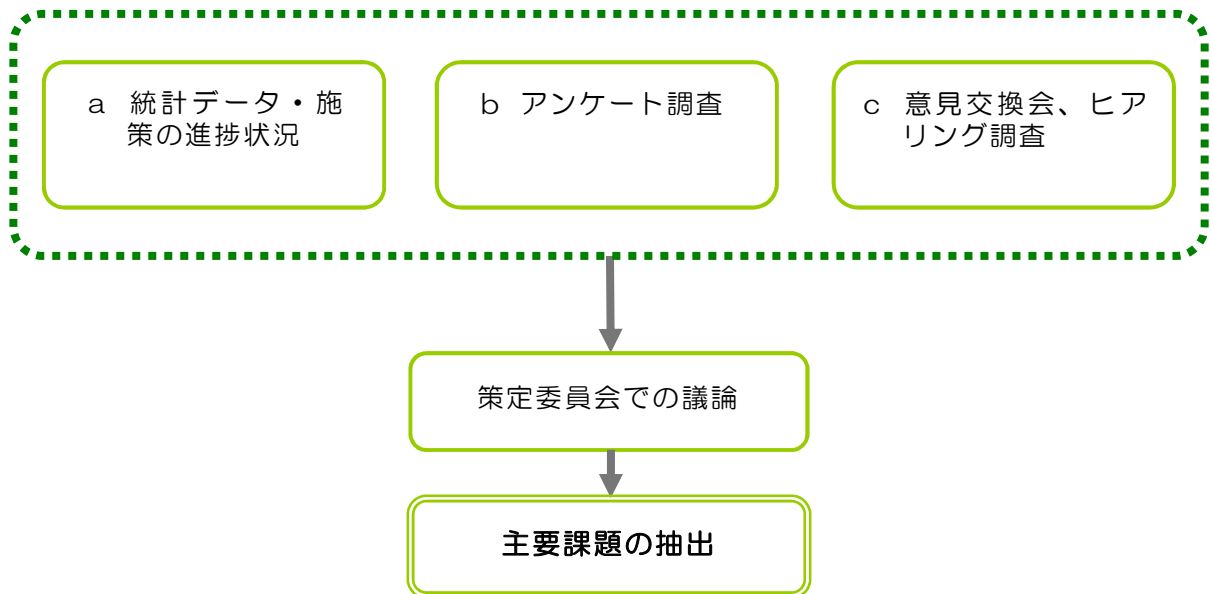 a 統計データ・施
策の進捗状況
b アンケート調査
c 意見交換会、ヒア
リング調査
策定委員会での議論
主要課題の抽出